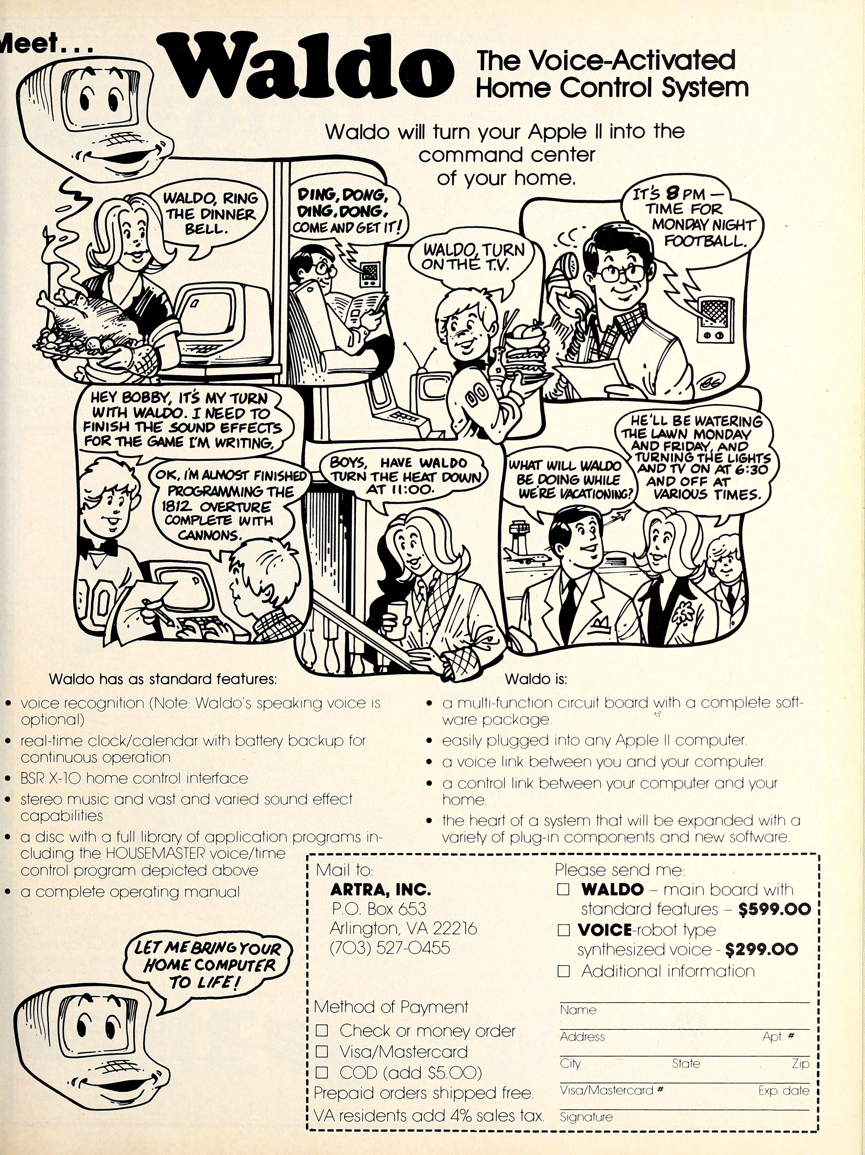 Meet...
Waldo
The Voice-Activated
Home Control System
Waldo will turn your Apple II into the
command center
of your home.
WALDO, RING
THE DINNER
BELL.
DING, DONG,
DING, DONG.
COME AND GET IT!
WALDO, TURN
ON THE T.V.
IT'S 8 PM —
TIME FOR
MONDAY NIGHT
FOOTBALL.
HEY BOBBY, IT'S MY TURN
WITH WALDO. I NEED TO
FINISH THE SOUND EFFECTS
FOR THE GAME I'M WRITING.
OK, I'M ALMOST FINISHED
PROGRAMMING THE
1812 OVERTURE
COMPLETE WITH
CANNONS.
BOYS, HAVE WALDO
TURN THE HEAT DOWN
AT 11:00.
WHAT WILL WALDO
BE DOING WHILE
WE'RE VACATIONING?
HE'LL BE WATERING
THE LAWN MONDAY
AND FRIDAY, AND
TURNING THE LIGHTS
AND TV ON AT 6:30
AND OFF AT
VARIOUS TIMES.
Waldo has as standard features:
• voice recognition (Note: Waldo's speaking voice is
optional)
• real-time clock/calendar with battery backup for
continuous operation
• BSR X-10 home control interface
• stereo music and vast and varied sound effect
capabilities
• a disc with a full library of application programs in-
cluding the HOUSEMASTER voice/time
control program depicted above
• a complete operating manual
Waldo is:
• a multi-function circuit board with a complete soft-
ware package.
• easily plugged into any Apple II computer.
• a voice link between you and your computer.
• a control link between your computer and your
home.
• the heart of a system that will be expanded with a
variety of plug-in components and new software.
LET ME BRING YOUR
HOME COMPUTER
TO LIFE!
Mail to:
ARTRA, INC.
P.O. Box 653
Arlington, VA 22216
(703) 527-0455
Please send me:
☐ WALDO – main board with
standard features – $599.00
☐ VOICE-robot type
synthesized voice - $299.00
☐ Additional information
Method of Payment
☐ Check or money order
☐ Visa/Mastercard
☐ COD (add $5.00)
Prepaid orders shipped free.
VA residents add 4% sales tax.
Name
Address Apt. #
City State Zip
Visa/Mastercard # Exp. date
Signature